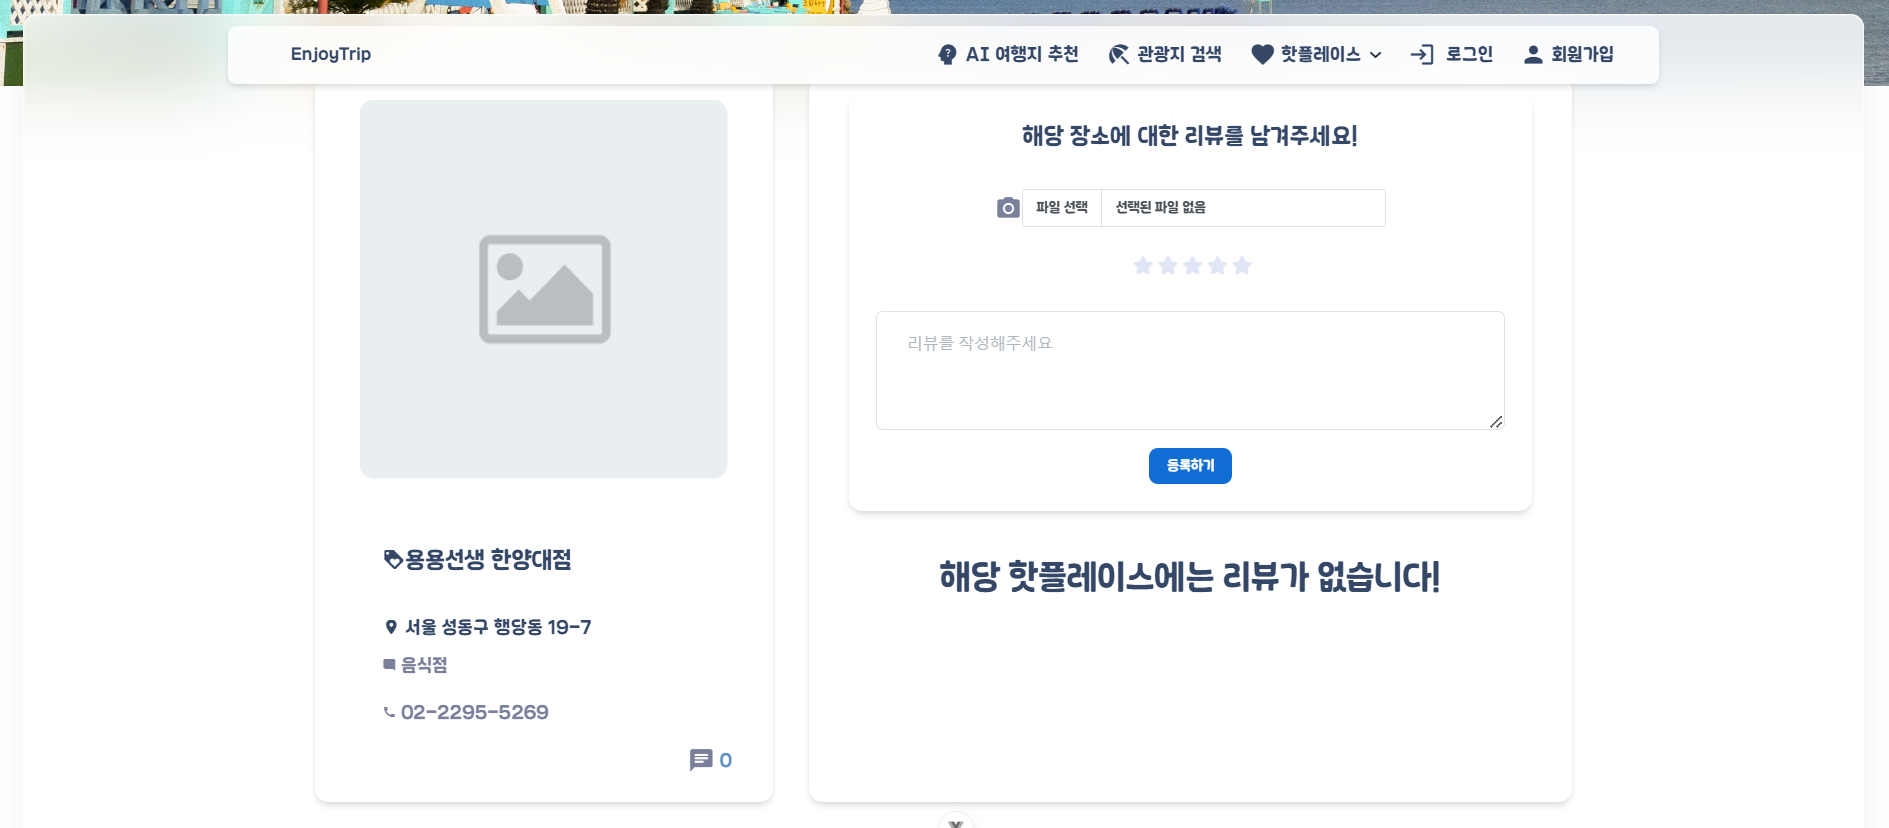 EnjoyTrip
AI 여행지 추천
관광지 검색
핫플레이스
로그인
회원가입
용용선생 한양대점
서울 성동구 행당동 19-7
음식점
02-2295-5269
0
해당 장소에 대한 리뷰를 남겨주세요!
파일 선택 선택된 파일 없음
리뷰를 작성해주세요
등록하기
해당 핫플레이스에는 리뷰가 없습니다!